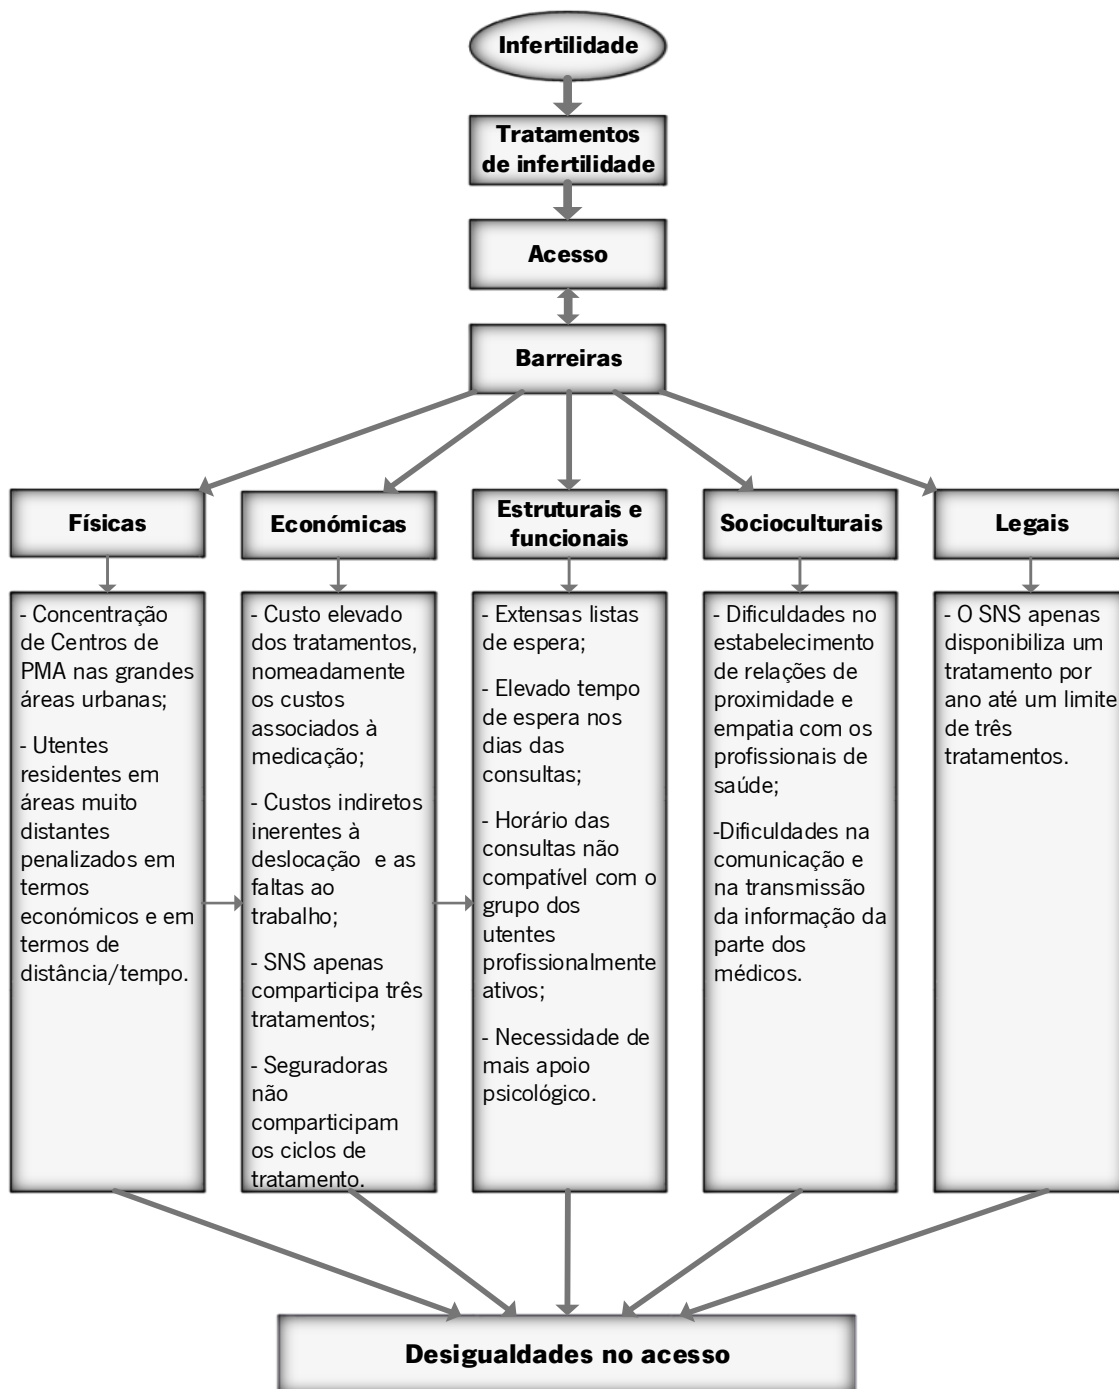 Infertilidade
Tratamentos
de infertilidade
Acesso
Barreiras
Físicas
- Concentração
de Centros de
PMA nas grandes
áreas urbanas;
- Utentes
residentes em
áreas muito
distantes
penalizados em
termos
económicos e em
termos de
distância/tempo.
Económicas
- Custo elevado
dos tratamentos,
nomeadamente
os custos
associados à
medicação;
- Custos indiretos
inerentes à
deslocação e as
faltas ao
trabalho;
- SNS apenas
comparticipa três
tratamentos;
- Seguradoras
não
comparticipam
os ciclos de
tratamento.
Estruturais e
funcionais
- Extensas listas
de espera;
- Elevado tempo
de espera nos
dias das
consultas;
- Horário das
consultas não
compatível com o
grupo dos
utentes
profissionalmente
ativos;
- Necessidade de
mais apoio
psicológico.
Socioculturais
- Dificuldades no
estabelecimento
de relações de
proximidade e
empatia com os
profissionais de
saúde;
-Dificuldades na
comunicação e
na transmissão
da informação da
parte dos
médicos.
Legais
- O SNS apenas
disponibiliza um
tratamento por
ano até um limite
de três
tratamentos.
Desigualdades no acesso